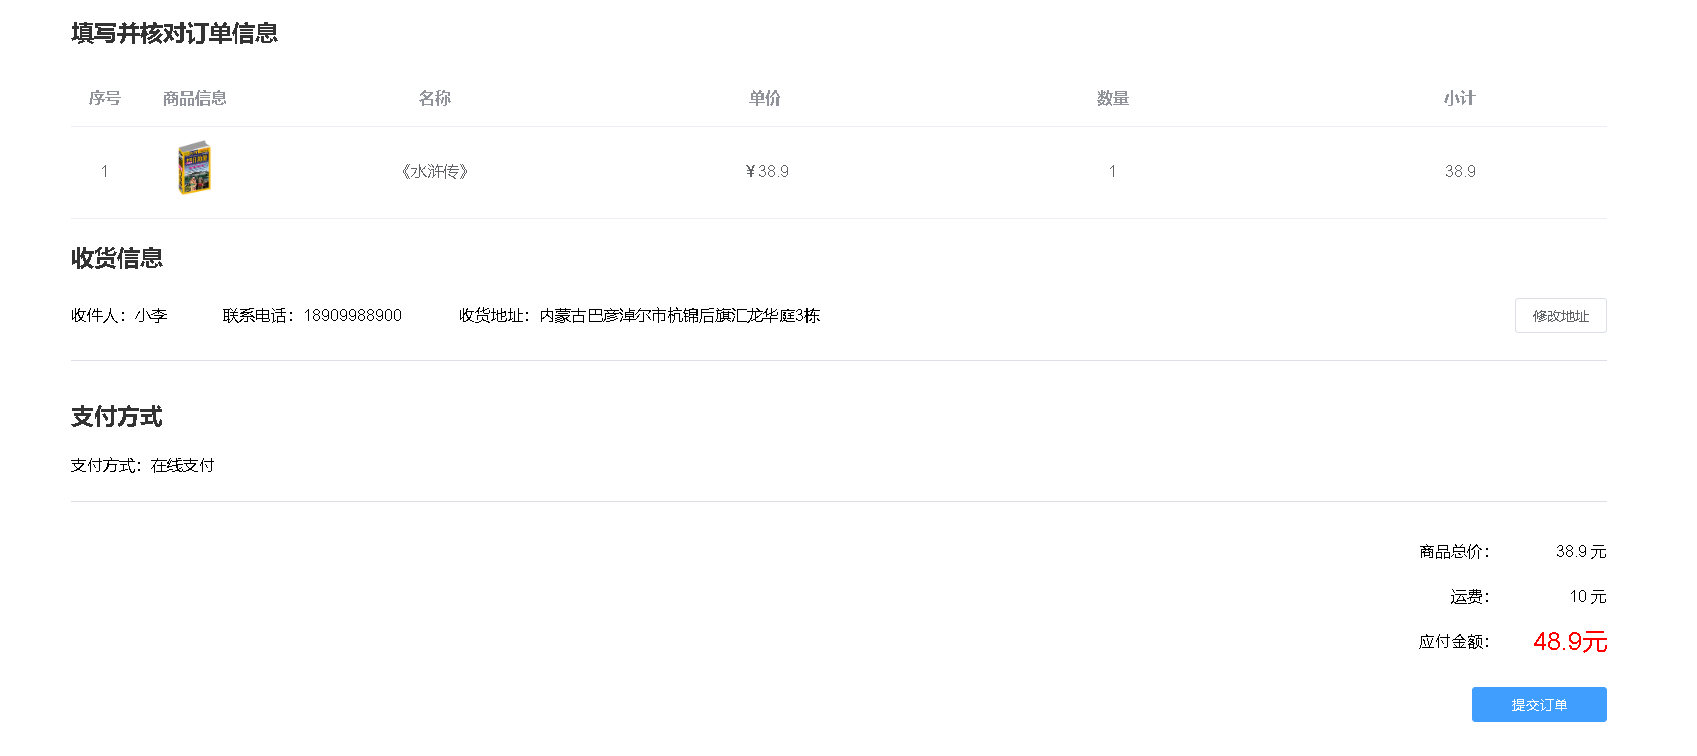 填写并核对订单信息
序号 商品信息 名称 单价 数量 小计
1 《水浒传》 ¥38.9 1 38.9
收货信息
收件人：小李 联系电话：18909988900 收货地址：内蒙古巴彦淖尔市杭锦后旗汇龙华庭3栋 修改地址
支付方式
支付方式：在线支付
商品总价： 38.9 元
运费： 10 元
应付金额： 48.9元
提交订单